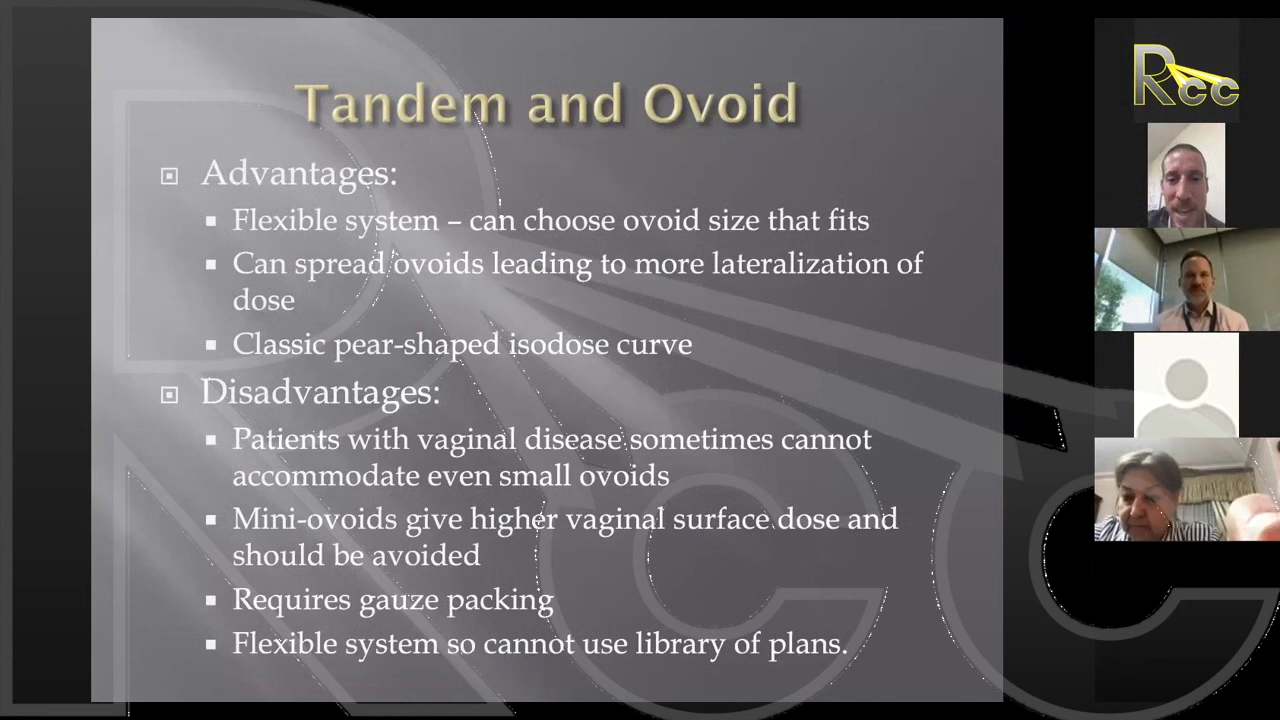 Tandem and Ovoid
Advantages:
Flexible system – can choose ovoid size that fits
Can spread ovoids leading to more lateralization of
dose
Classic pear-shaped isodose curve
Disadvantages:
Patients with vaginal disease sometimes cannot
accommodate even small ovoids
Mini-ovoids give higher vaginal surface dose and
should be avoided
Requires gauze packing
Flexible system so cannot use library of plans.
Rcc
Rcc